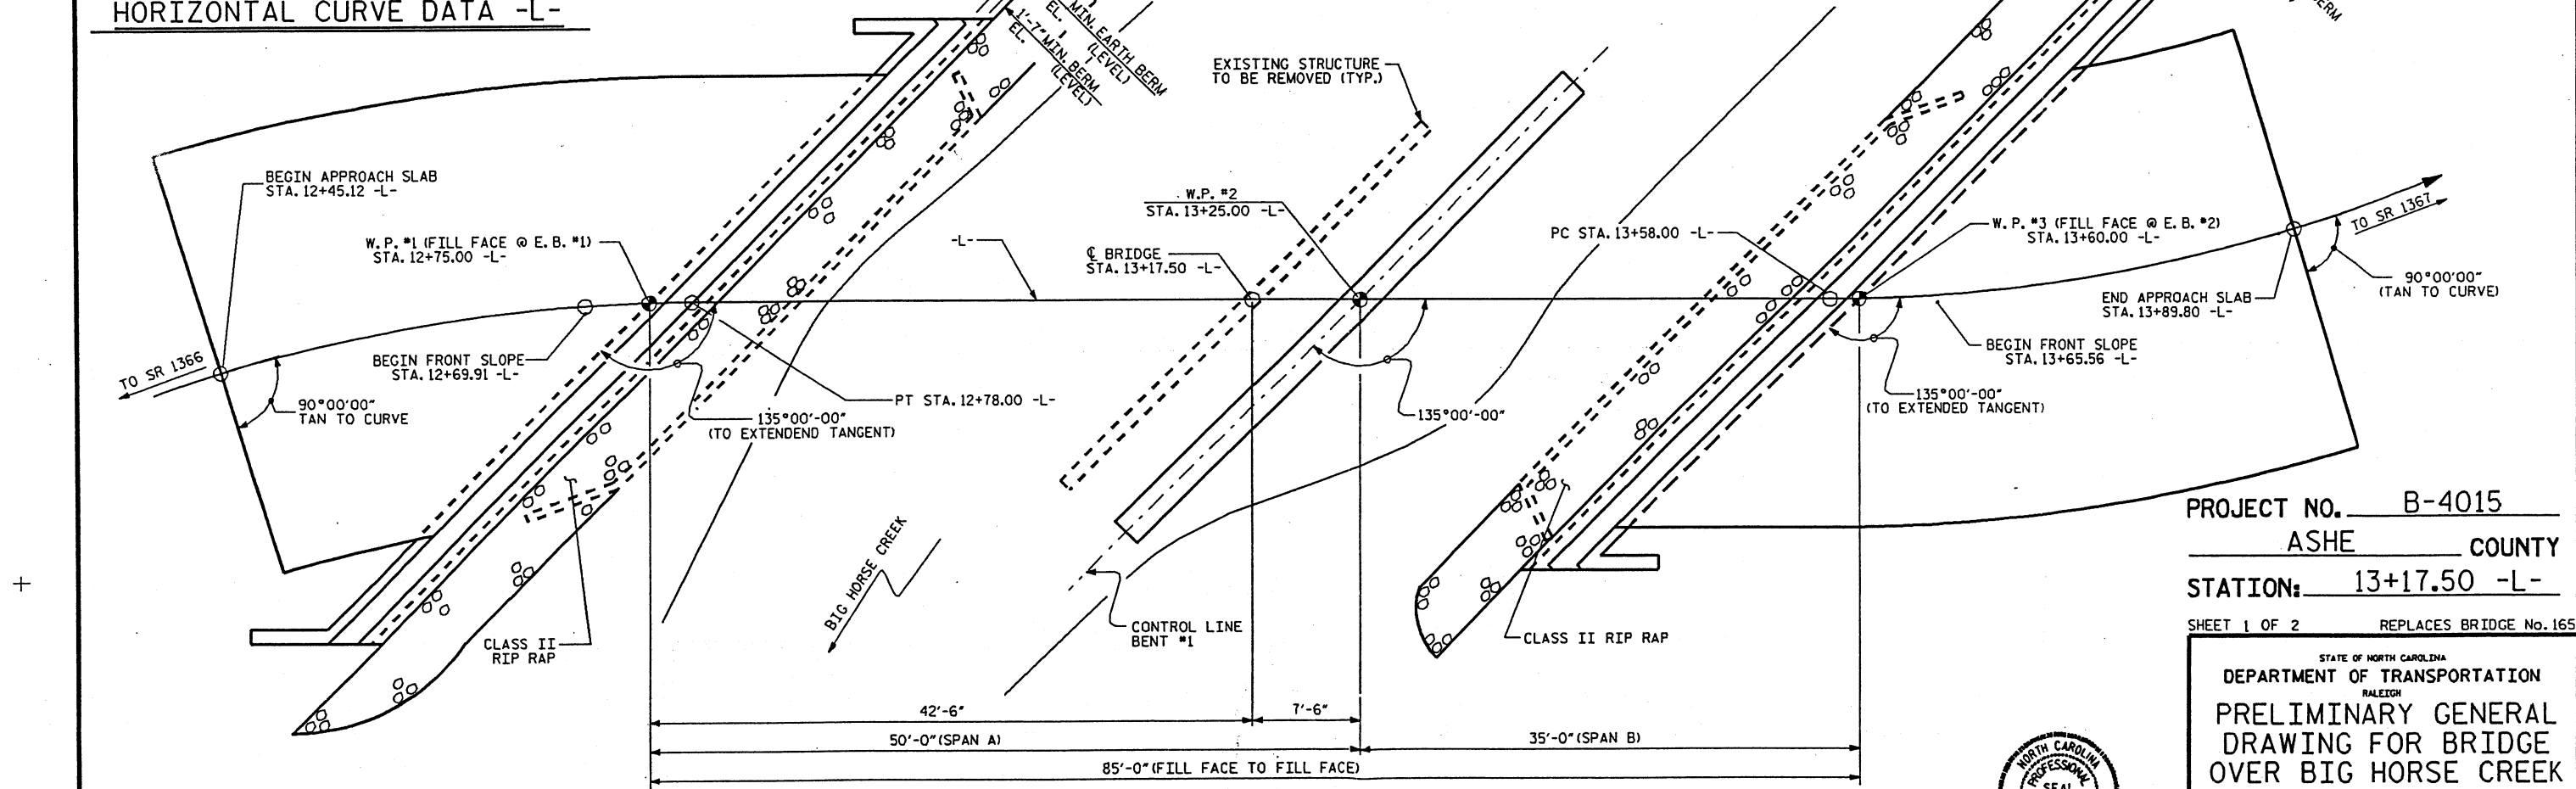 HORIZONTAL CURVE DATA -L-
1'-7" MIN. BERM
(LEVEL)
EL.
MIN. EARTH BERM
(LEVEL)
EL.
BERM
EXISTING STRUCTURE
TO BE REMOVED (TYP.)
BEGIN APPROACH SLAB
STA. 12+45.12 -L-
W.P. #1 (FILL FACE @ E.B. #1)
STA. 12+75.00 -L-
-L-
W.P. #2
STA. 13+25.00 -L-
℄ BRIDGE
STA. 13+17.50 -L-
PC STA. 13+58.00 -L-
W.P. #3 (FILL FACE @ E.B. #2)
STA. 13+60.00 -L-
TO SR 1367
90°00'00"
(TAN TO CURVE)
END APPROACH SLAB
STA. 13+89.80 -L-
BEGIN FRONT SLOPE
STA. 13+65.56 -L-
TO SR 1366
BEGIN FRONT SLOPE
STA. 12+69.91 -L-
90°00'00"
TAN TO CURVE
PT STA. 12+78.00 -L-
135°00'-00"
(TO EXTENDEND TANGENT)
135°00'-00"
135°00'-00"
(TO EXTENDED TANGENT)
BIG HORSE CREEK
CONTROL LINE
BENT #1
CLASS II
RIP RAP
CLASS II RIP RAP
42'-6"
7'-6"
50'-0" (SPAN A)
35'-0" (SPAN B)
85'-0" (FILL FACE TO FILL FACE)
PROJECT NO. B-4015
ASHE COUNTY
STATION: 13+17.50 -L-
SHEET 1 OF 2 REPLACES BRIDGE No. 165
STATE OF NORTH CAROLINA
DEPARTMENT OF TRANSPORTATION
RALEIGH
PRELIMINARY GENERAL
DRAWING FOR BRIDGE
OVER BIG HORSE CREEK
NORTH CAROLINA
PROFESSIONAL
SEAL